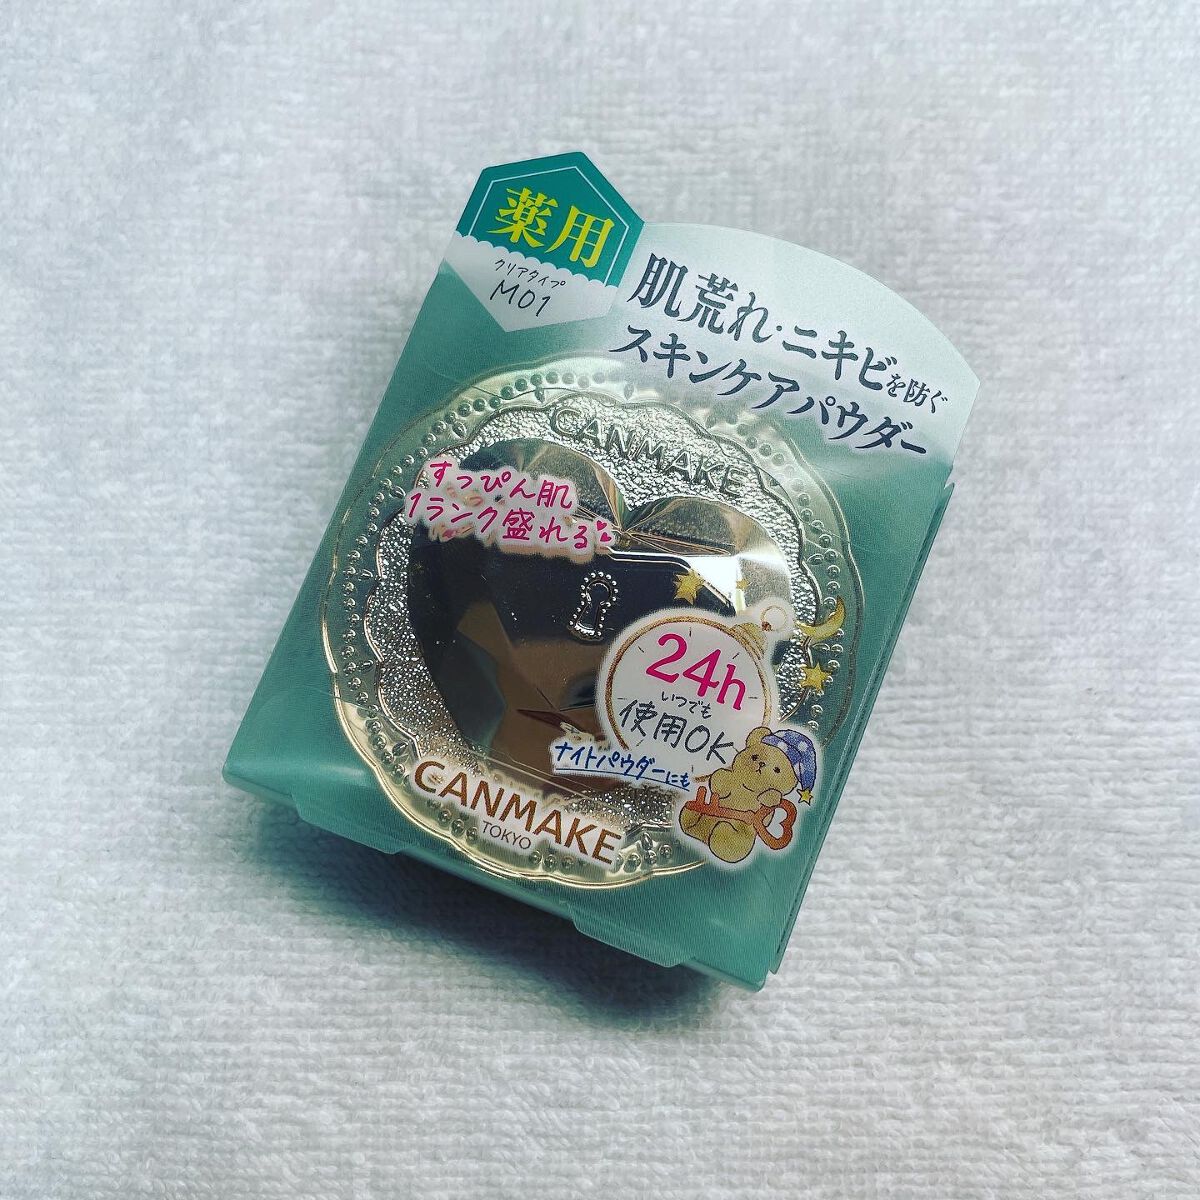 薬用
クリアタイプ
M01
肌荒れ・ニキビを防ぐ
スキンケアパウダー
CANMAKE
すっぴん肌
1ランク盛れる
24h
いつでも
使用OK
ナイトパウダーにも
CANMAKE
TOKYO